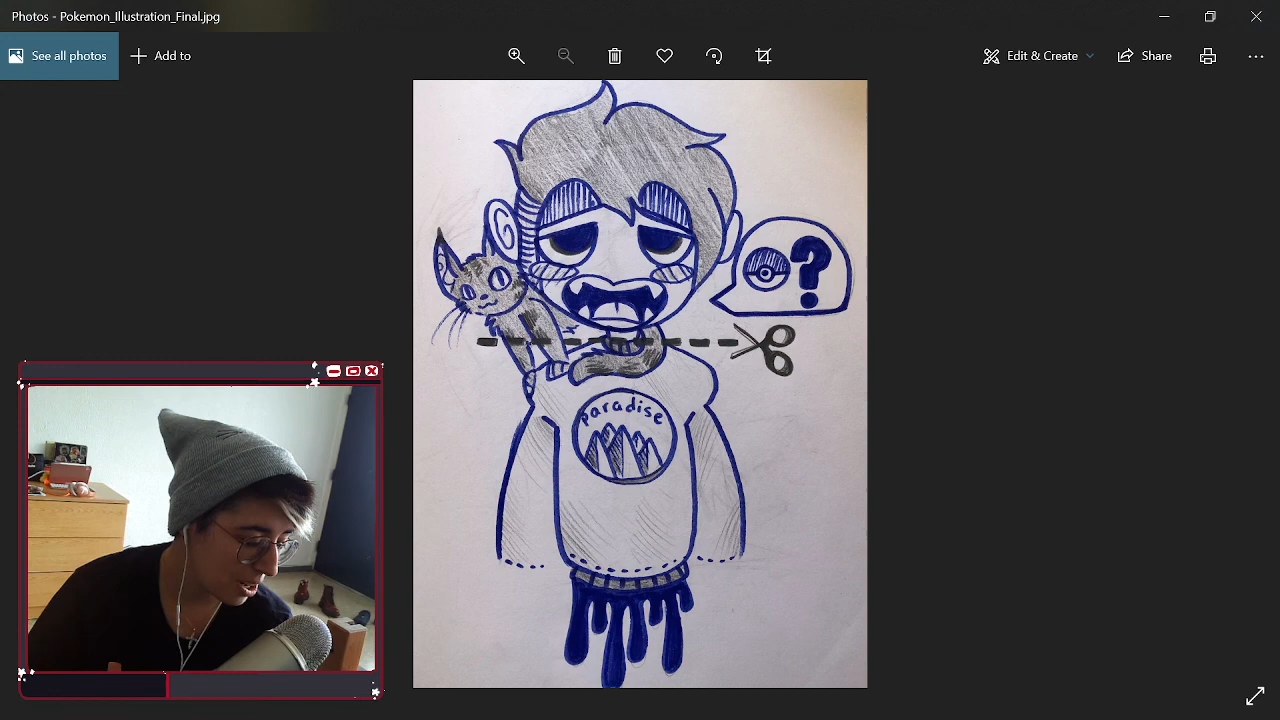 Photos - Pokemon_Illustration_Final.jpg
See all photos
Add to
Edit & Create
Share
?
paradise